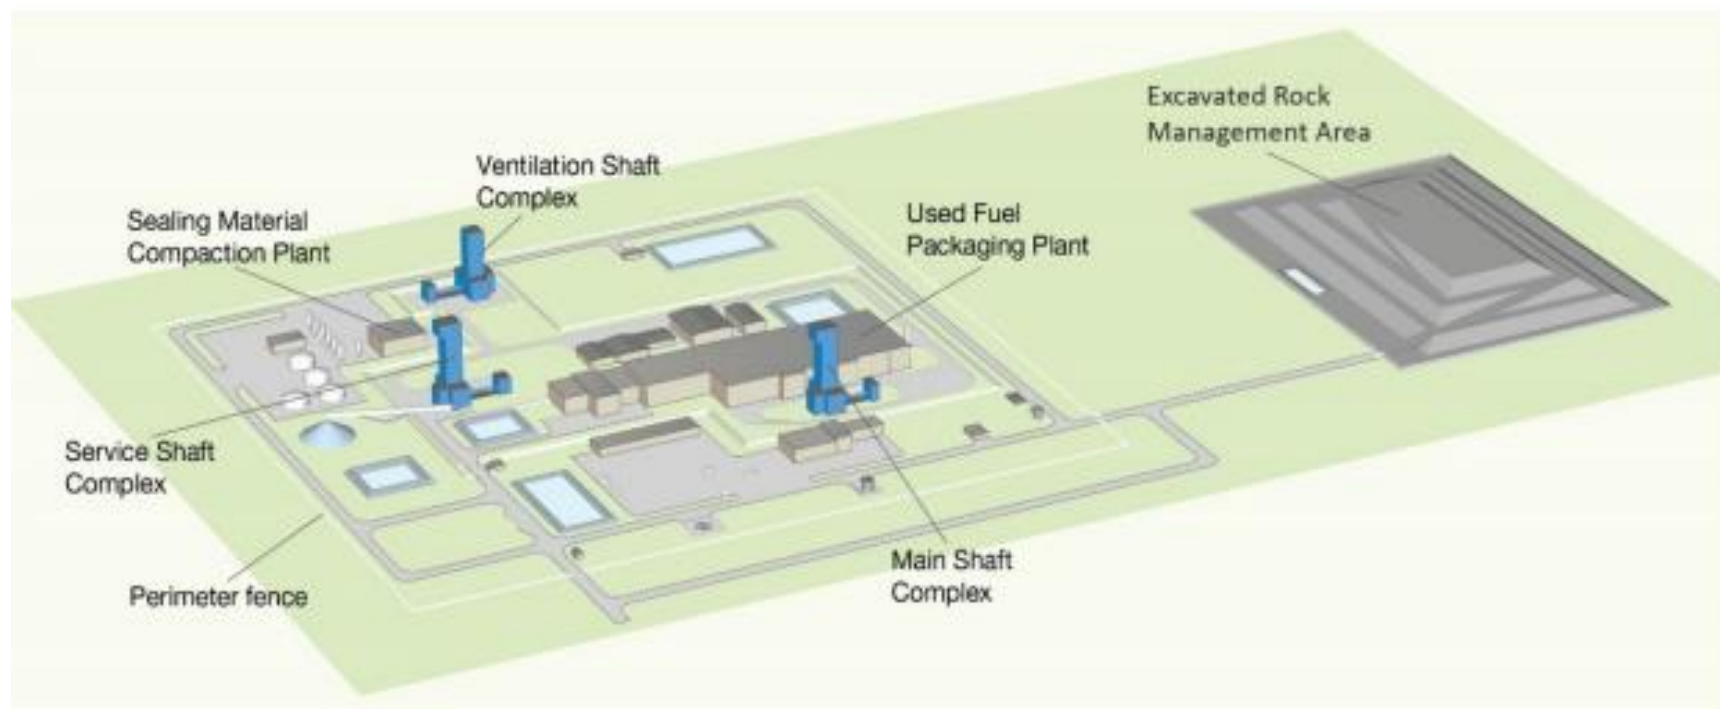 Excavated Rock
Management Area
Ventilation Shaft
Complex
Sealing Material
Compaction Plant
Used Fuel
Packaging Plant
Service Shaft
Complex
Main Shaft
Complex
Perimeter fence